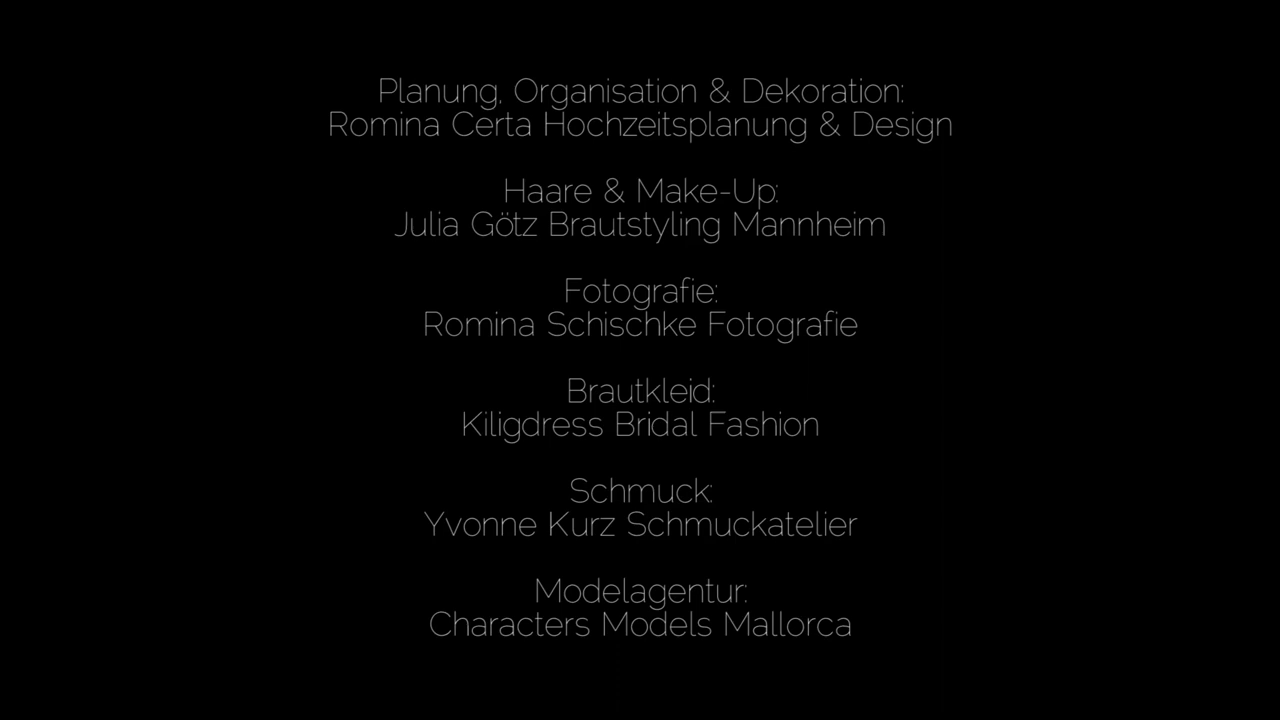 Planung, Organisation & Dekoration:
Romina Certa Hochzeitsplanung & Design
Haare & Make-Up:
Julia Götz Brautstyling Mannheim
Fotografie:
Romina Schischke Fotografie
Brautkleid:
Kiligdress Bridal Fashion
Schmuck:
Yvonne Kurz Schmuckatelier
Modelagentur:
Characters Models Mallorca